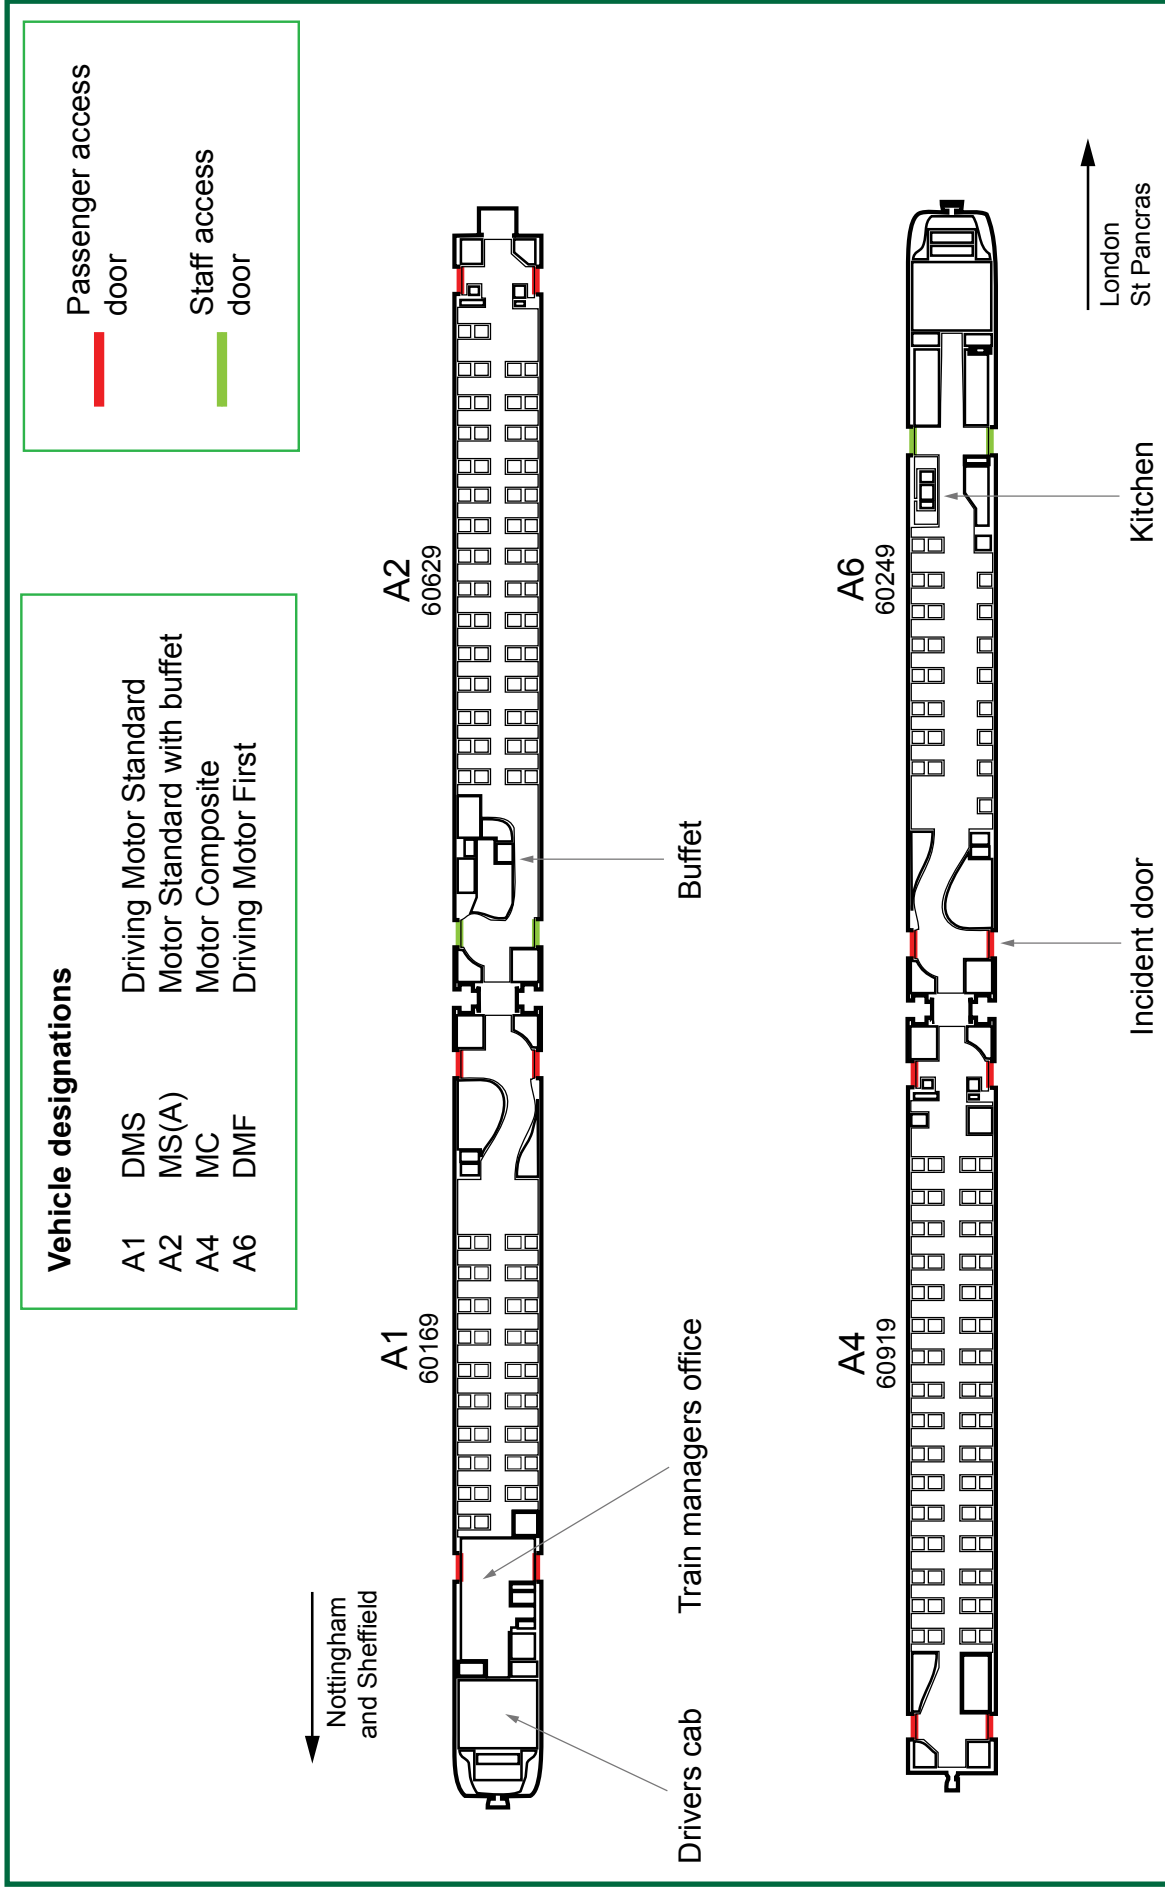 Vehicle designations
A1 DMS Driving Motor Standard
A2 MS(A) Motor Standard with buffet
A4 MC Motor Composite
A6 DMF Driving Motor First
Passenger access
door
Staff access
door
Nottingham
and Sheffield
A1
60169
A2
60629
Drivers cab
Train managers office
Buffet
A4
60919
A6
60249
London
St Pancras
Incident door
Kitchen